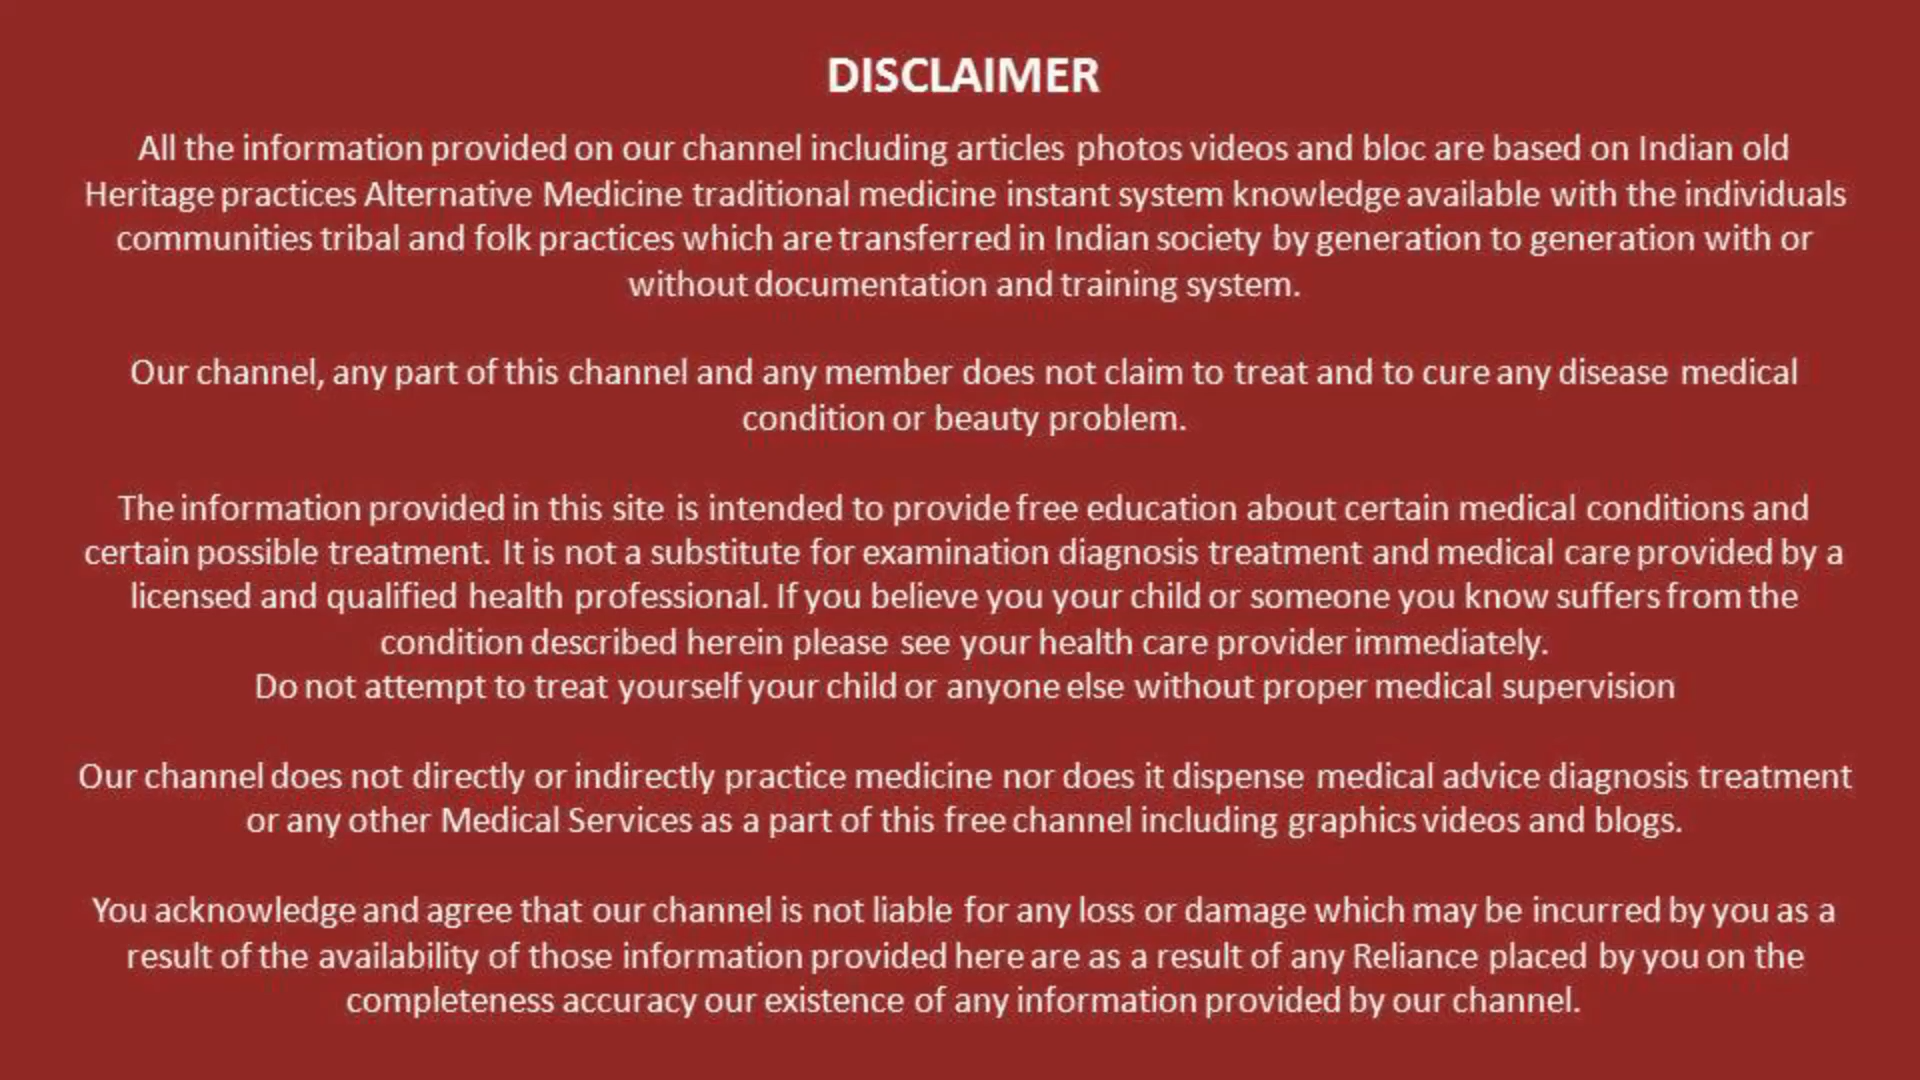 DISCLAIMER
All the information provided on our channel including articles photos videos and bloc are based on Indian old
Heritage practices Alternative Medicine traditional medicine instant system knowledge available with the individuals
communities tribal and folk practices which are transferred in Indian society by generation to generation with or
without documentation and training system.
Our channel, any part of this channel and any member does not claim to treat and to cure any disease medical
condition or beauty problem.
The information provided in this site is intended to provide free education about certain medical conditions and
certain possible treatment. It is not a substitute for examination diagnosis treatment and medical care provided by a
licensed and qualified health professional. If you believe you your child or someone you know suffers from the
condition described herein please see your health care provider immediately.
Do not attempt to treat yourself your child or anyone else without proper medical supervision
Our channel does not directly or indirectly practice medicine nor does it dispense medical advice diagnosis treatment
or any other Medical Services as a part of this free channel including graphics videos and blogs.
You acknowledge and agree that our channel is not liable for any loss or damage which may be incurred by you as a
result of the availability of those information provided here are as a result of any Reliance placed by you on the
completeness accuracy our existence of any information provided by our channel.